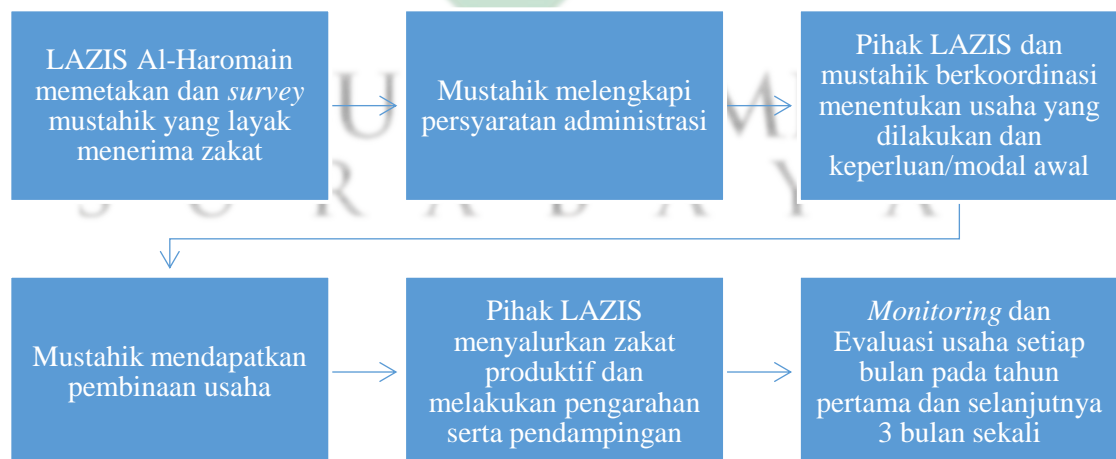 LAZIS Al-Haromain
memetakan dan survey
mustahik yang layak
menerima zakat
Mustahik melengkapi
persyaratan administrasi
Pihak LAZIS dan
mustahik berkoordinasi
menentukan usaha yang
dilakukan dan
keperluan/modal awal
S U R A B A Y A
Mustahik mendapatkan
pembinaan usaha
Pihak LAZIS
menyalurkan zakat
produktif dan
melakukan pengarahan
serta pendampingan
Monitoring dan
Evaluasi usaha setiap
bulan pada tahun
pertama dan selanjutnya
3 bulan sekali